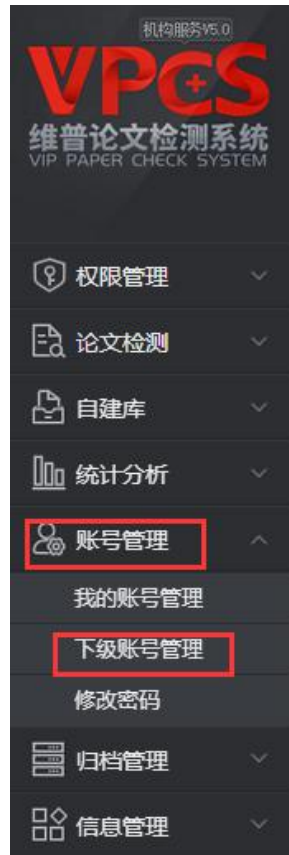 机构服务V5.0
VPCS
维普论文检测系统
VIP PAPER CHECK SYSTEM
权限管理
论文检测
自建库
统计分析
账号管理
我的账号管理
下级账号管理
修改密码
归档管理
信息管理